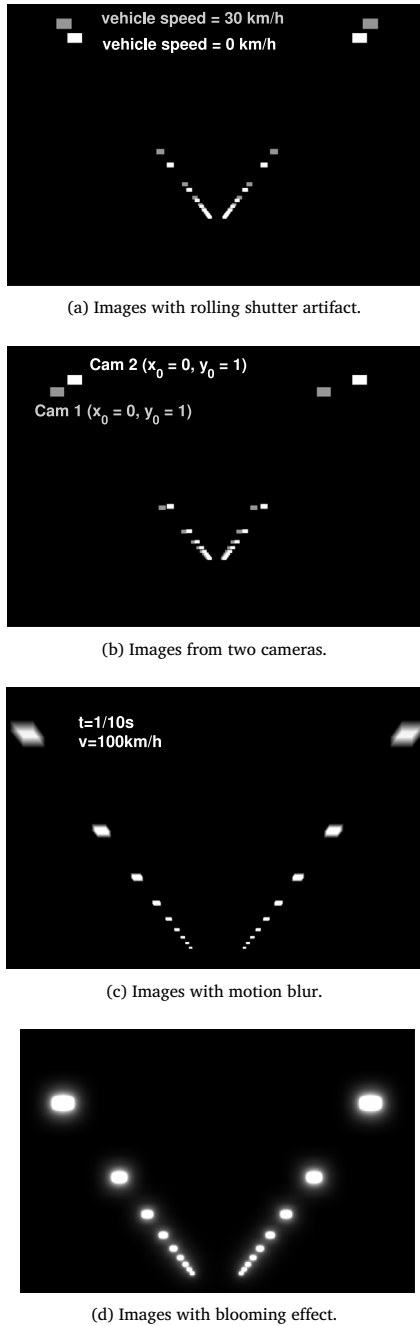 vehicle speed = 30 km/h
vehicle speed = 0 km/h
(a) Images with rolling shutter artifact.
Cam 2 (x₀ = 0, y₀ = 1)
Cam 1 (x₀ = 0, y₀ = 1)
(b) Images from two cameras.
t=1/10s
v=100km/h
(c) Images with motion blur.
(d) Images with blooming effect.